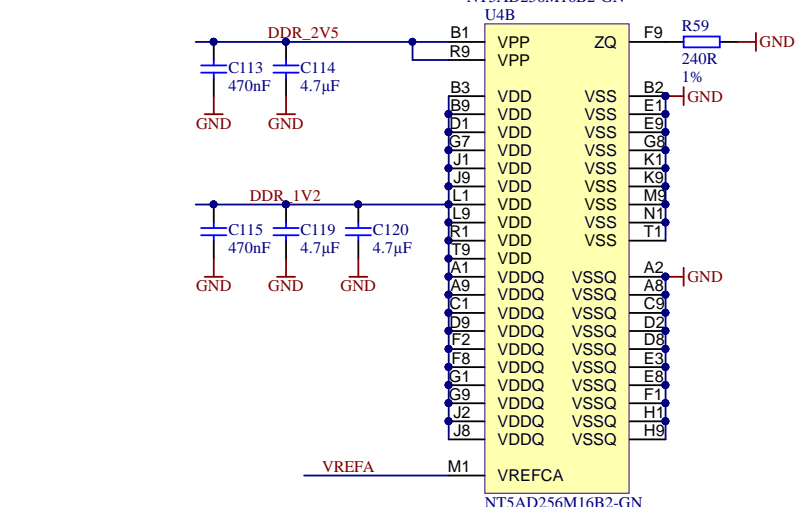 U4B
DDR_2V5
B1 VPP ZQ F9 R59 GND
R9 VPP 240R
1%
C113 C114
470nF 4.7µF
GND GND
B3 VDD VSS B2 GND
B9 VDD VSS E1
D1 VDD VSS E9
G7 VDD VSS G8
J1 VDD VSS K1
J9 VDD VSS K9
DDR_1V2 L1 VDD VSS M9
L9 VDD VSS N1
R1 VDD VSS T1
T9 VDD
C115 C119 C120
470nF 4.7µF 4.7µF
GND GND GND
A1 VDDQ VSSQ A2 GND
A9 VDDQ VSSQ A8
C1 VDDQ VSSQ C9
D9 VDDQ VSSQ D2
F2 VDDQ VSSQ D8
F8 VDDQ VSSQ E3
G1 VDDQ VSSQ E8
G9 VDDQ VSSQ F1
J2 VDDQ VSSQ H1
J8 VDDQ VSSQ H9
VREFA M1 VREFCA
NT5AD256M16B2-GN